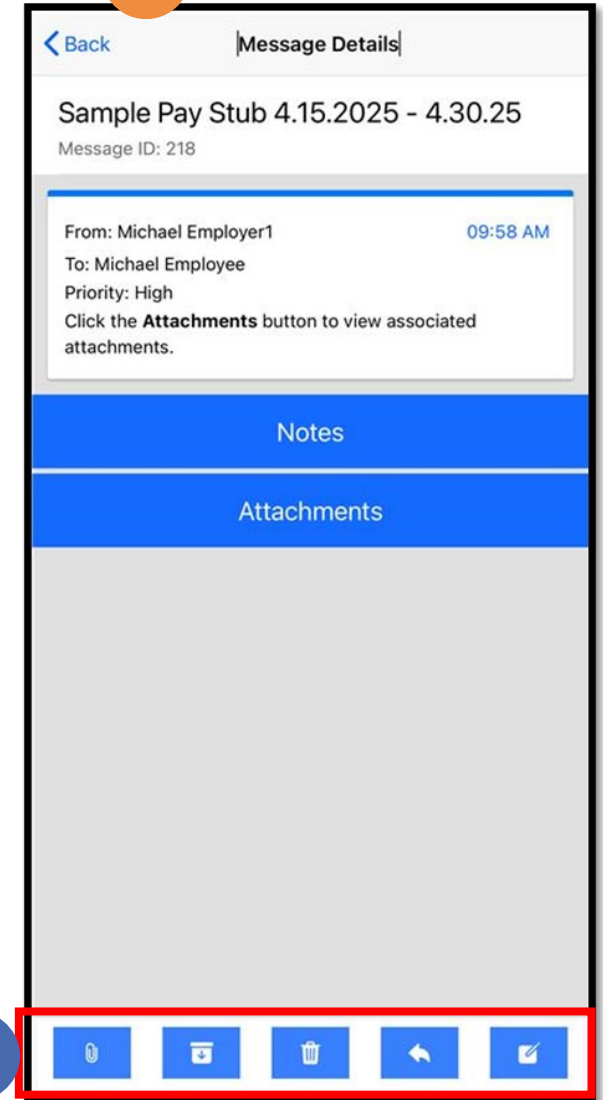 Back
Message Details
Sample Pay Stub 4.15.2025 - 4.30.25
Message ID: 218
From: Michael Employer1 09:58 AM
To: Michael Employee
Priority: High
Click the Attachments button to view associated
attachments.
Notes
Attachments